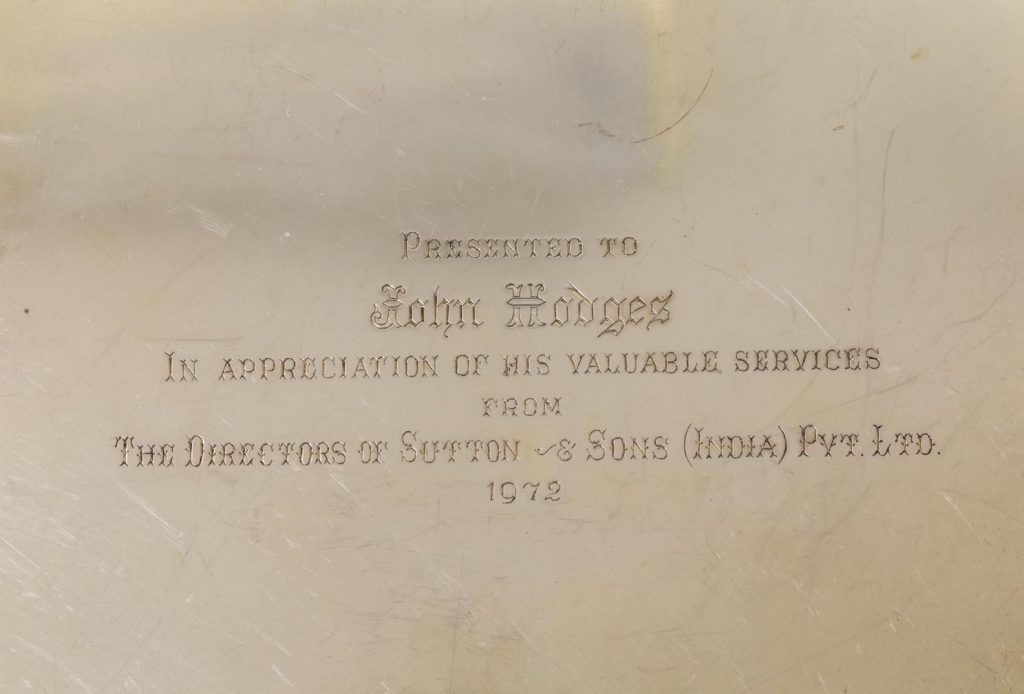 PRESENTED TO
John Hodges
IN APPRECIATION OF HIS VALUABLE SERVICES
FROM
THE DIRECTORS OF SUTTON & SONS (INDIA) PVT. LTD.
1972